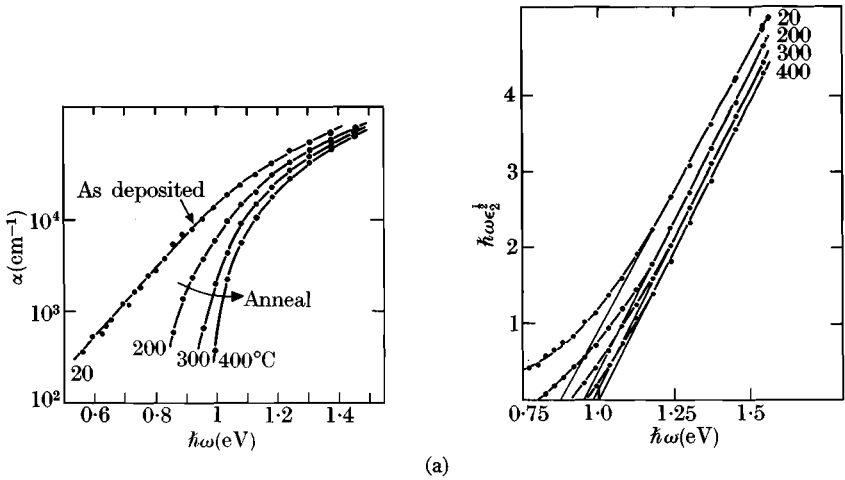 As deposited
Anneal
20
200
300
400°C
α(cm⁻¹)
10⁴
10³
10²
0·6
0·8
1
1·2
1·4
ħω(eV)
20
200
300
400
ħωϵ₂^½
4
3
2
1
0·75
1·0
1·25
1·5
ħω(eV)
(a)